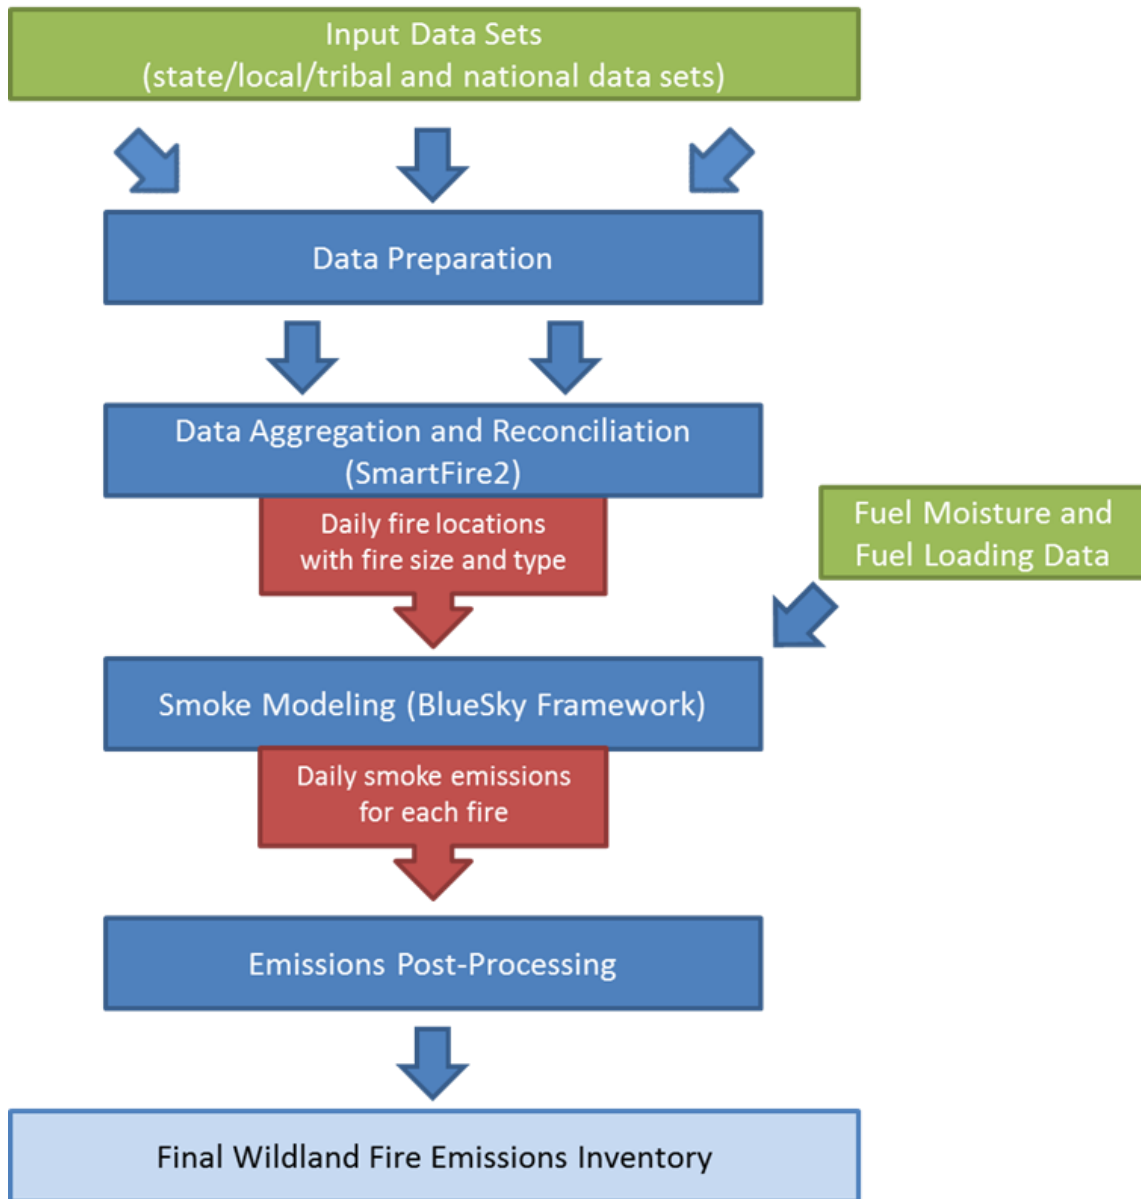 Input Data Sets
(state/local/tribal and national data sets)
Data Preparation
Data Aggregation and Reconciliation
(SmartFire2)
Daily fire locations
with fire size and type
Fuel Moisture and
Fuel Loading Data
Smoke Modeling (BlueSky Framework)
Daily smoke emissions
for each fire
Emissions Post-Processing
Final Wildland Fire Emissions Inventory